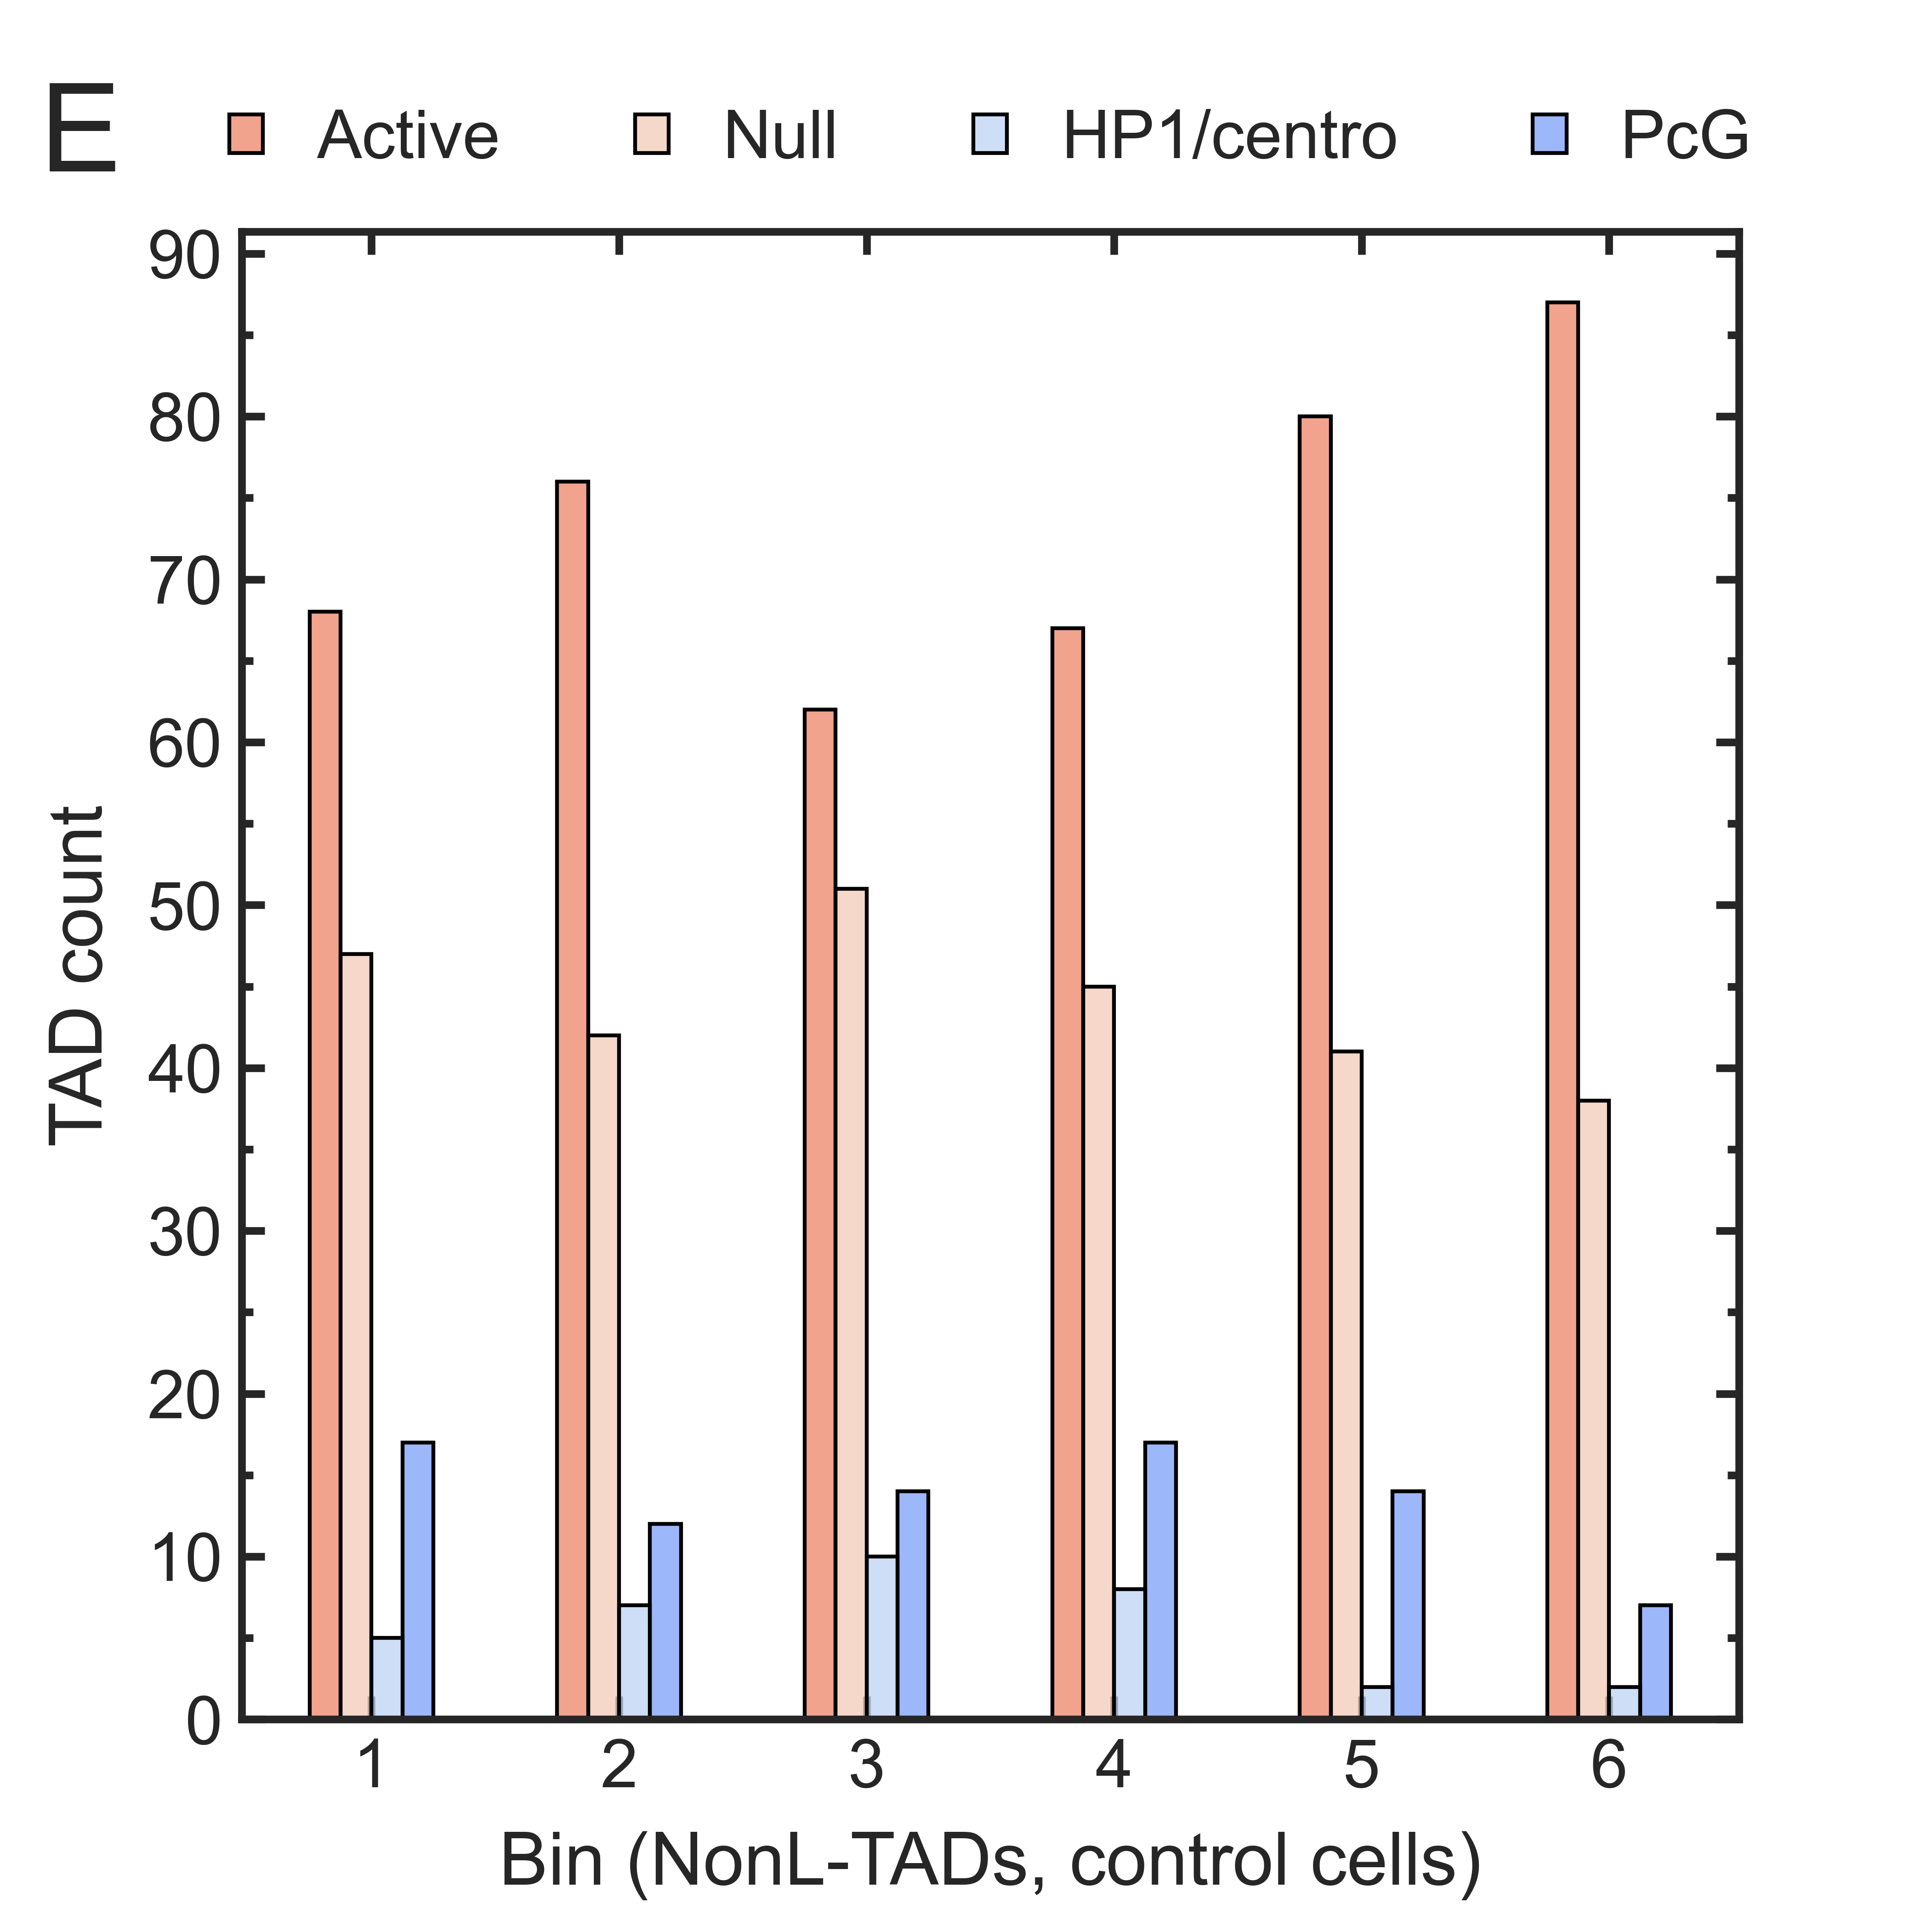 E
Active Null HP1/centro PcG
90
80
70
60
50
40
30
20
10
0
TAD count
1 2 3 4 5 6
Bin (NonL-TADs, control cells)